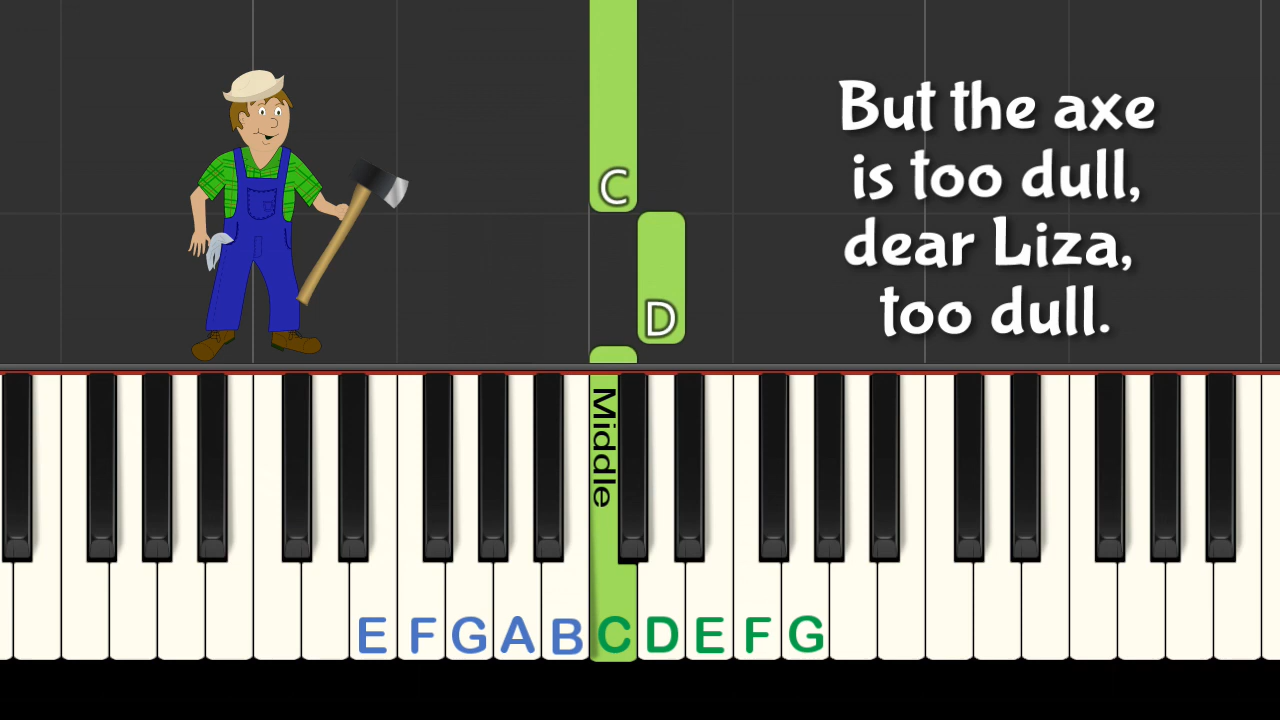 But the axe
is too dull,
dear Liza,
too dull.
C
D
Middle
E F G A B C D E F G